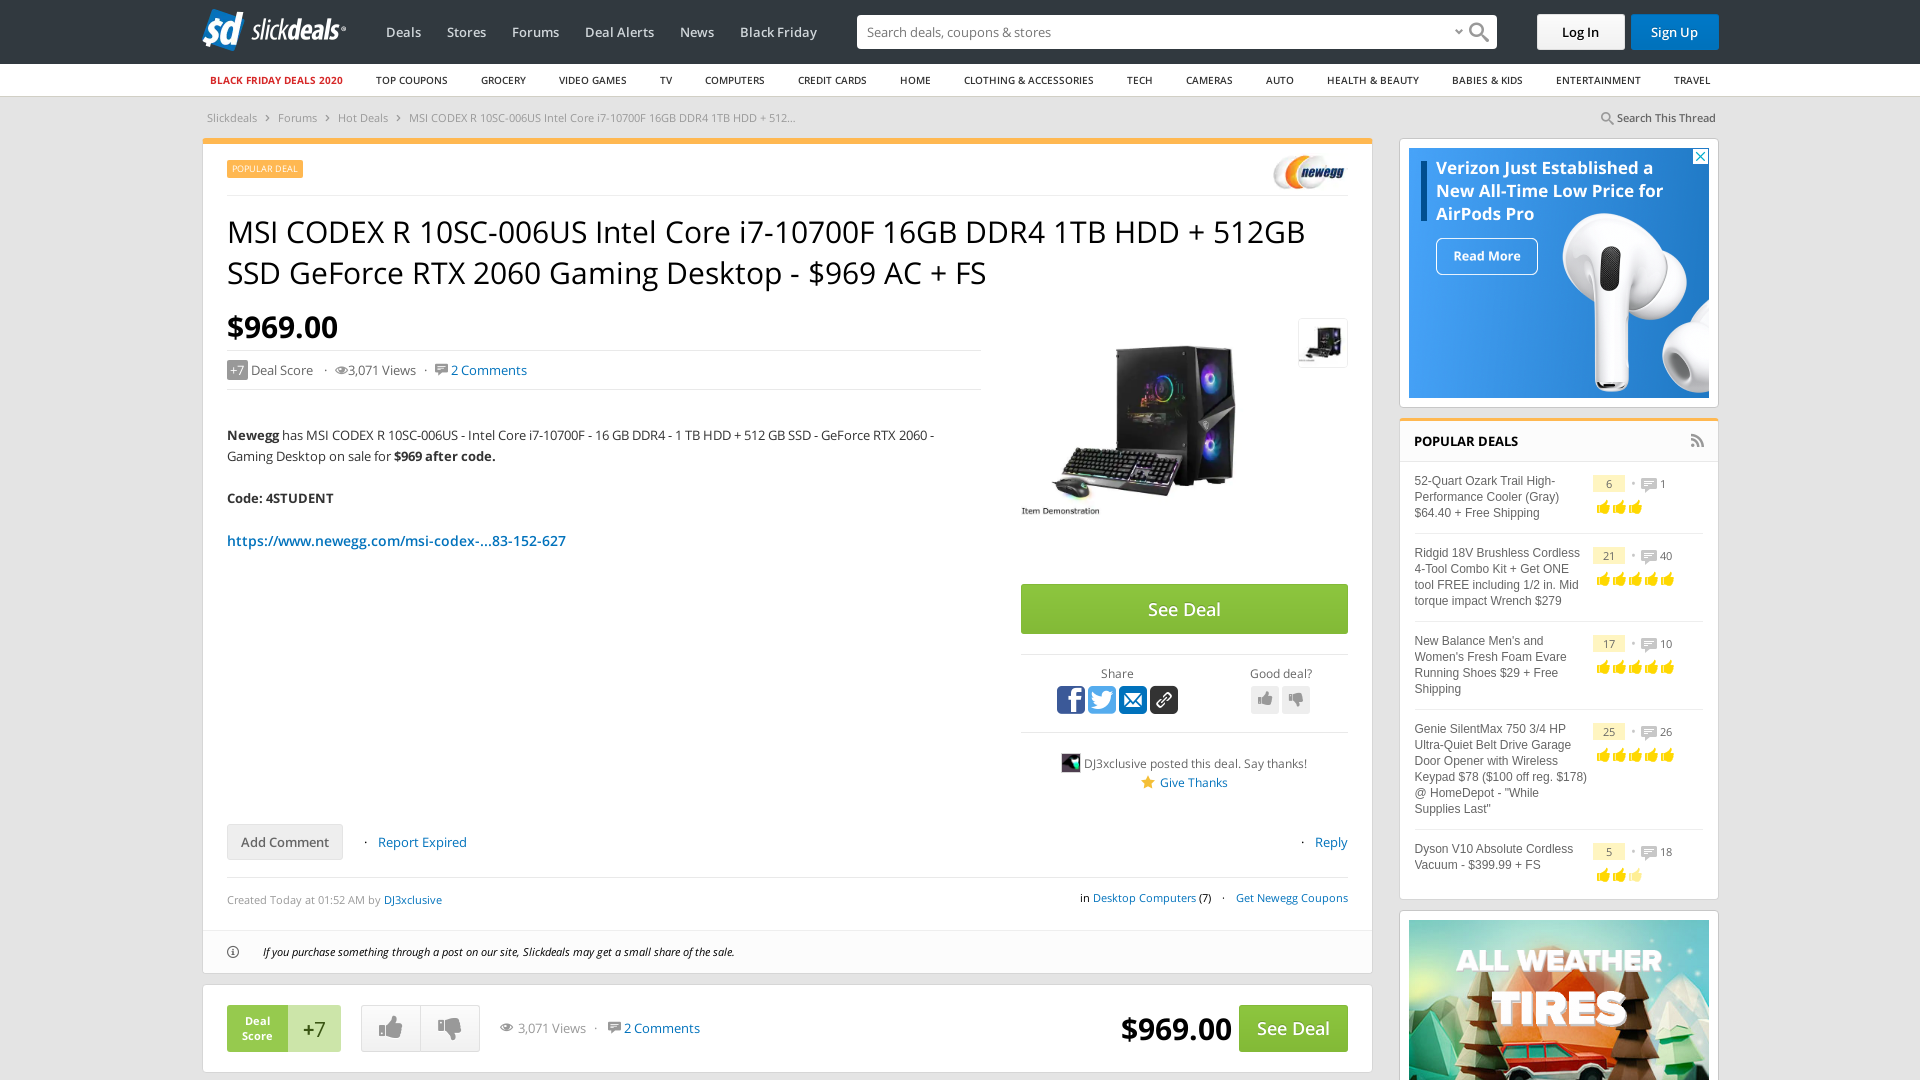 sd slickdeals
Deals Stores Forums Deal Alerts News Black Friday
Search deals, coupons & stores
Log In
Sign Up
BLACK FRIDAY DEALS 2020 TOP COUPONS GROCERY VIDEO GAMES TV COMPUTERS CREDIT CARDS HOME CLOTHING & ACCESSORIES TECH CAMERAS AUTO HEALTH & BEAUTY BABIES & KIDS ENTERTAINMENT TRAVEL
Slickdeals › Forums › Hot Deals › MSI CODEX R 10SC-006US Intel Core i7-10700F 16GB DDR4 1TB HDD + 512...
Search This Thread
POPULAR DEAL
newegg
MSI CODEX R 10SC-006US Intel Core i7-10700F 16GB DDR4 1TB HDD + 512GB
SSD GeForce RTX 2060 Gaming Desktop - $969 AC + FS
$969.00
+7 Deal Score · 3,071 Views · 2 Comments
Newegg has MSI CODEX R 10SC-006US - Intel Core i7-10700F - 16 GB DDR4 - 1 TB HDD + 512 GB SSD - GeForce RTX 2060 -
Gaming Desktop on sale for $969 after code.
Code: 4STUDENT
https://www.newegg.com/msi-codex-...83-152-627
Item Demonstration
See Deal
Share
Good deal?
DJ3xclusive posted this deal. Say thanks!
Give Thanks
Add Comment · Report Expired
· Reply
Created Today at 01:52 AM by DJ3xclusive
in Desktop Computers (7) · Get Newegg Coupons
If you purchase something through a post on our site, Slickdeals may get a small share of the sale.
Deal
Score
+7
3,071 Views · 2 Comments
$969.00
See Deal
Verizon Just Established a
New All-Time Low Price for
AirPods Pro
Read More
POPULAR DEALS
52-Quart Ozark Trail High-
Performance Cooler (Gray)
$64.40 + Free Shipping
6 • 1
Ridgid 18V Brushless Cordless
4-Tool Combo Kit + Get ONE
tool FREE including 1/2 in. Mid
torque impact Wrench $279
21 • 40
New Balance Men's and
Women's Fresh Foam Evare
Running Shoes $29 + Free
Shipping
17 • 10
Genie SilentMax 750 3/4 HP
Ultra-Quiet Belt Drive Garage
Door Opener with Wireless
Keypad $78 ($100 off reg. $178)
@ HomeDepot - "While
Supplies Last"
25 • 26
Dyson V10 Absolute Cordless
Vacuum - $399.99 + FS
5 • 18
ALL WEATHER
TIRES